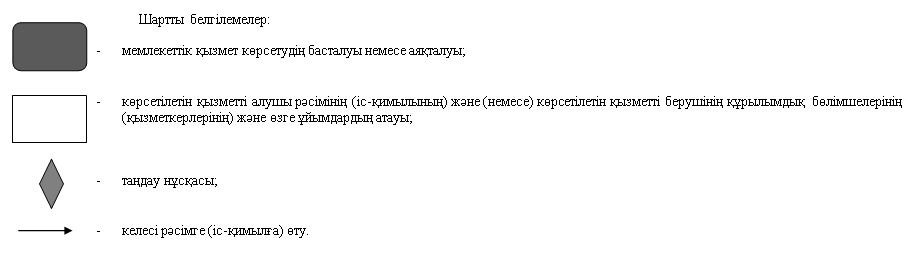 Шартты белгілемелер:
- мемлекеттік қызмет көрсетудің басталуы немесе аяқталуы;
- көрсетілетін қызметті алушы рәсімінің (іс-қимылының) және (немесе) көрсетілетін қызметті берушінің құрылымдық бөлімшелерінің
(қызметкерлерінің) және өзге ұйымдардың атауы;
- таңдау нұсқасы;
- келесі рәсімге (іс-қимылға) өту.